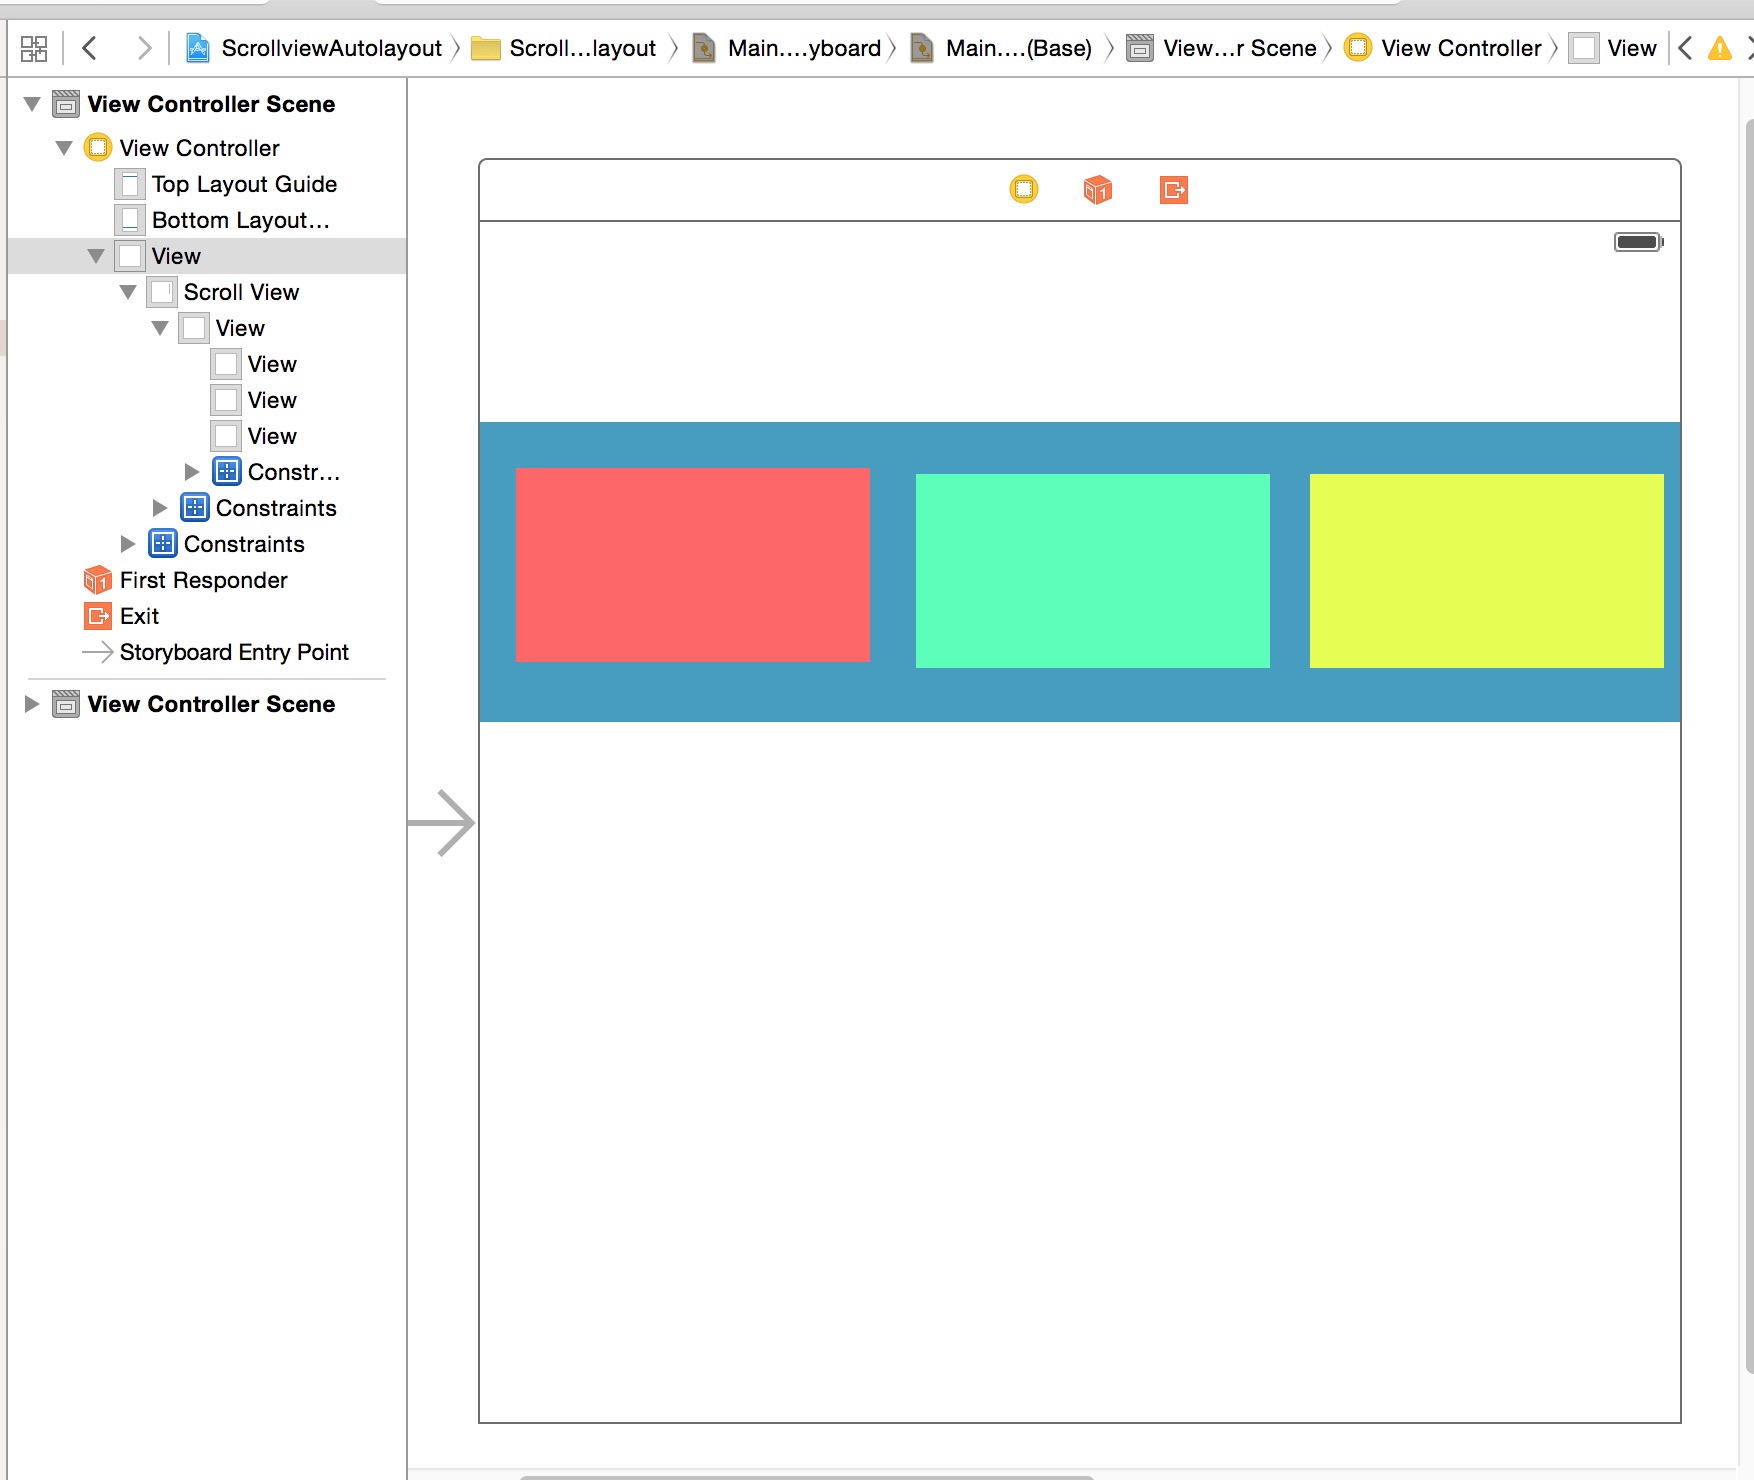 ScrollviewAutolayout Scroll...layout Main....yboard Main....(Base) View...r Scene View Controller View
View Controller Scene
View Controller
Top Layout Guide
Bottom Layout...
View
Scroll View
View
View
View
View
Constr...
Constraints
Constraints
First Responder
Exit
Storyboard Entry Point
View Controller Scene